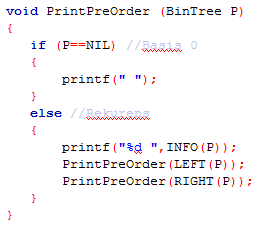 void PrintPreOrder (BinTree P)
{
if (P==NIL) //Basis 0
{
printf(" ");
}
else //Rekurens
{
printf("%d ",INFO(P));
PrintPreOrder(LEFT(P));
PrintPreOrder(RIGHT(P));
}
}